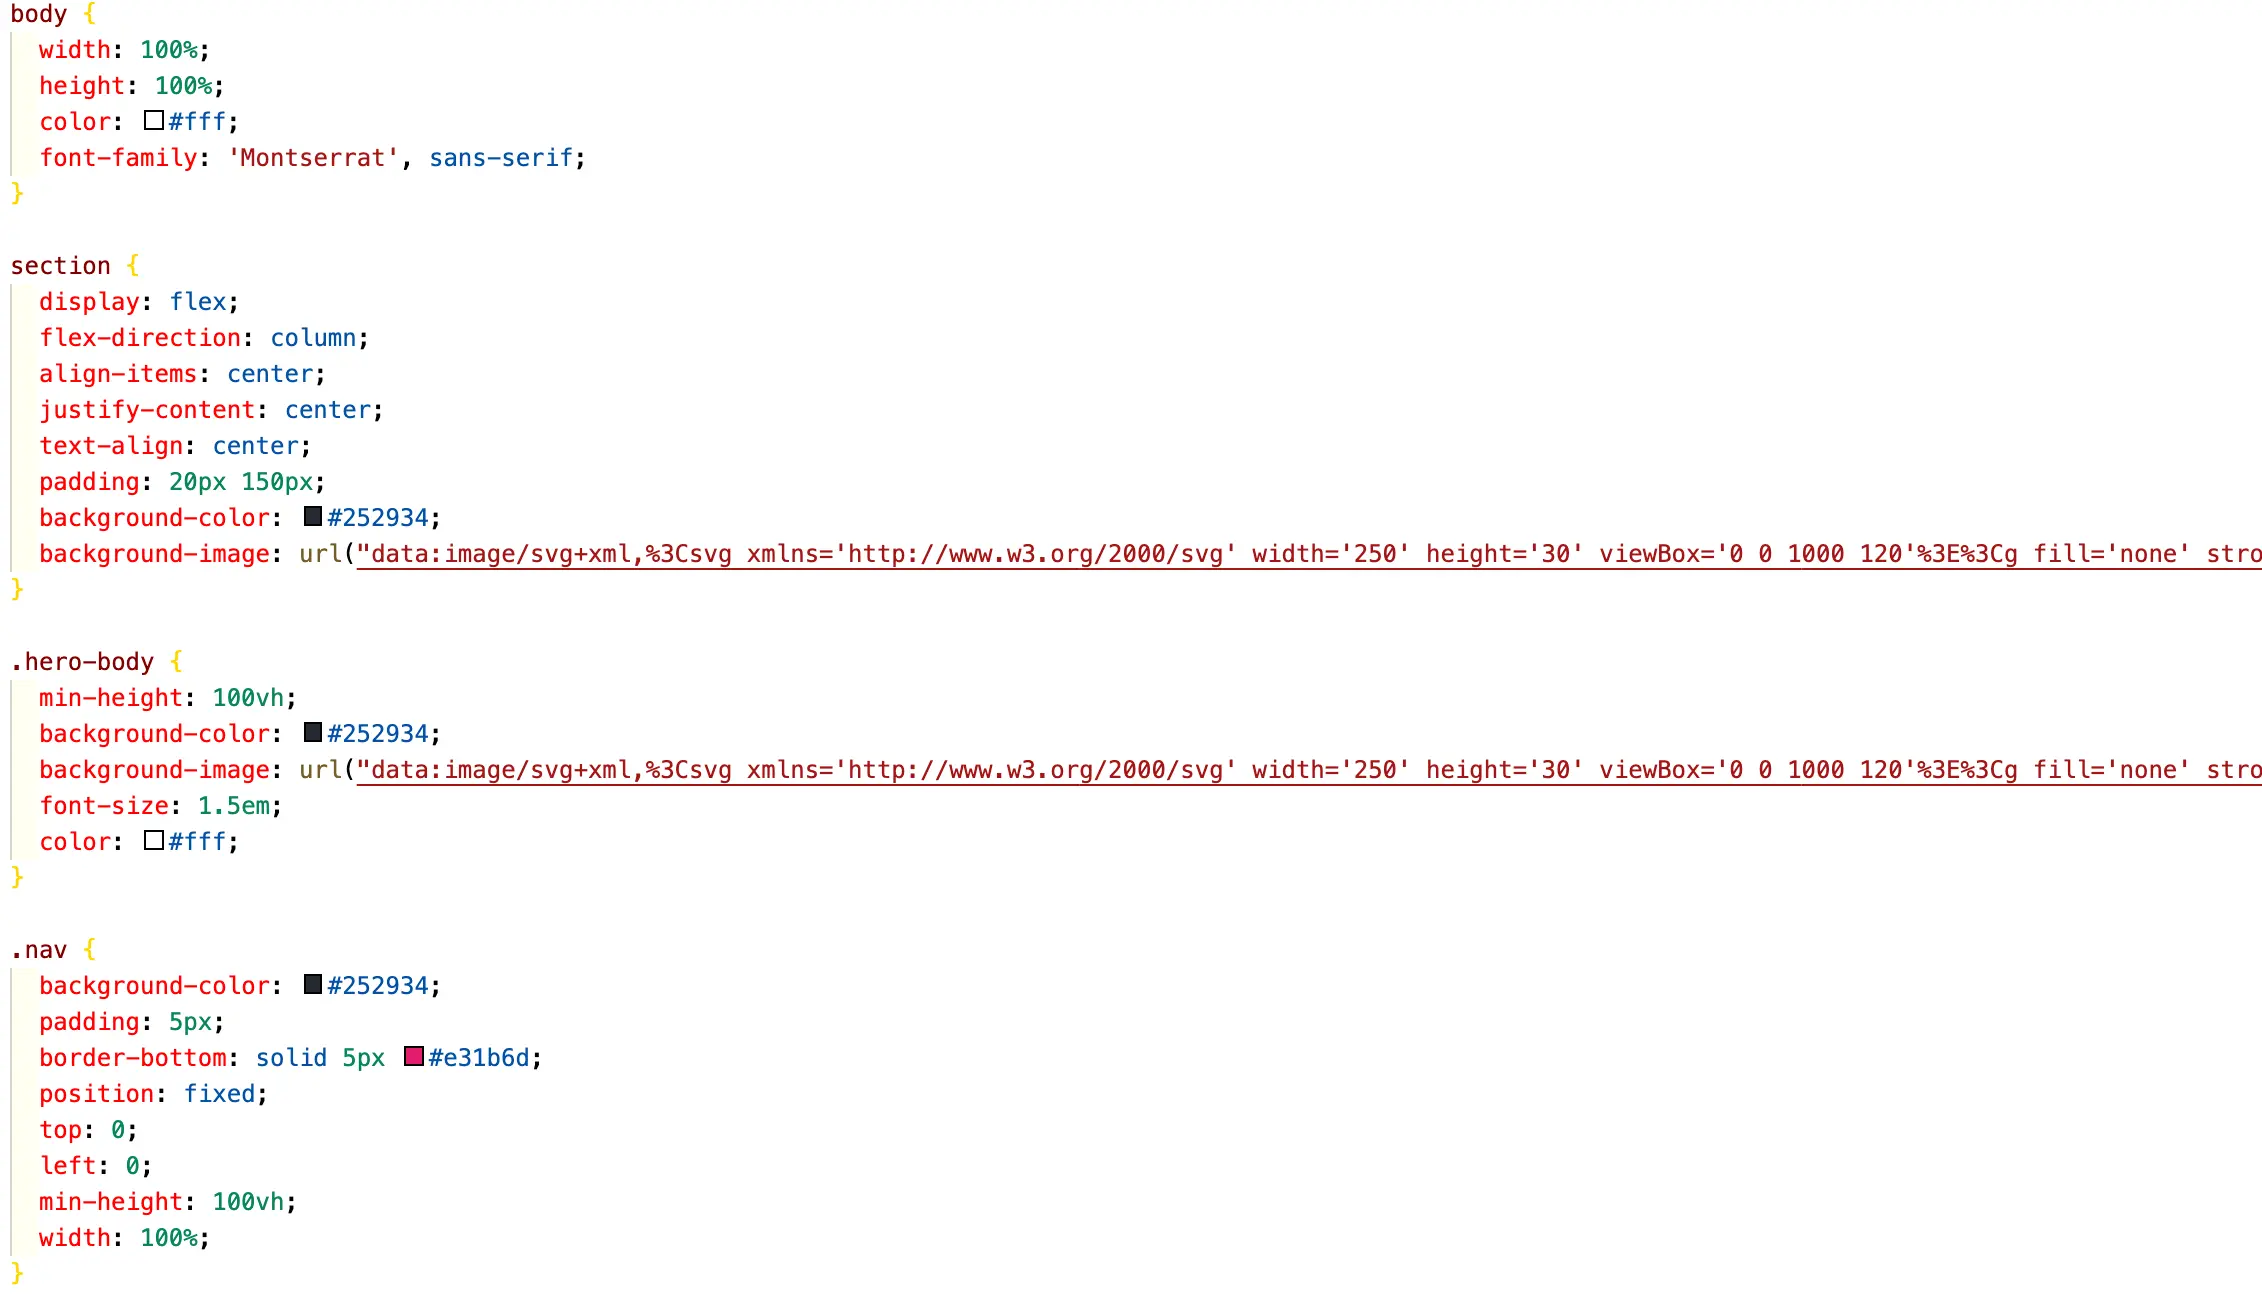 body {
width: 100%;
height: 100%;
color: #fff;
font-family: 'Montserrat', sans-serif;
}
section {
display: flex;
flex-direction: column;
align-items: center;
justify-content: center;
text-align: center;
padding: 20px 150px;
background-color: #252934;
background-image: url("data:image/svg+xml,%3Csvg xmlns='http://www.w3.org/2000/svg' width='250' height='30' viewBox='0 0 1000 120'%3E%3Cg fill='none' stro
}
.hero-body {
min-height: 100vh;
background-color: #252934;
background-image: url("data:image/svg+xml,%3Csvg xmlns='http://www.w3.org/2000/svg' width='250' height='30' viewBox='0 0 1000 120'%3E%3Cg fill='none' stro
font-size: 1.5em;
color: #fff;
}
.nav {
background-color: #252934;
padding: 5px;
border-bottom: solid 5px #e31b6d;
position: fixed;
top: 0;
left: 0;
min-height: 100vh;
width: 100%;
}